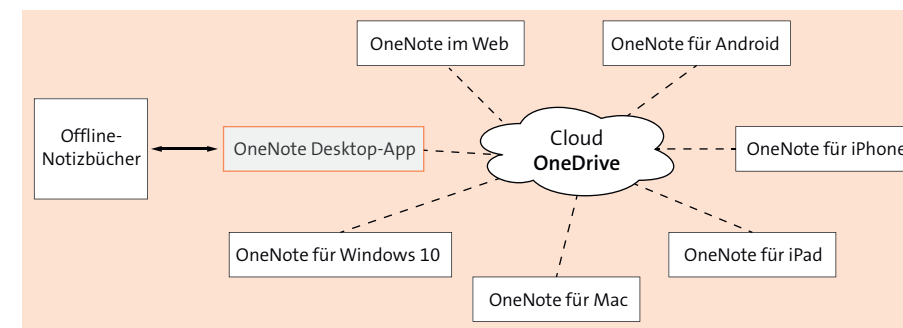 OneNote im Web
OneNote für Android
Offline-
Notizbücher
OneNote Desktop-App
Cloud
OneDrive
OneNote für iPhone
OneNote für Windows 10
OneNote für iPad
OneNote für Mac